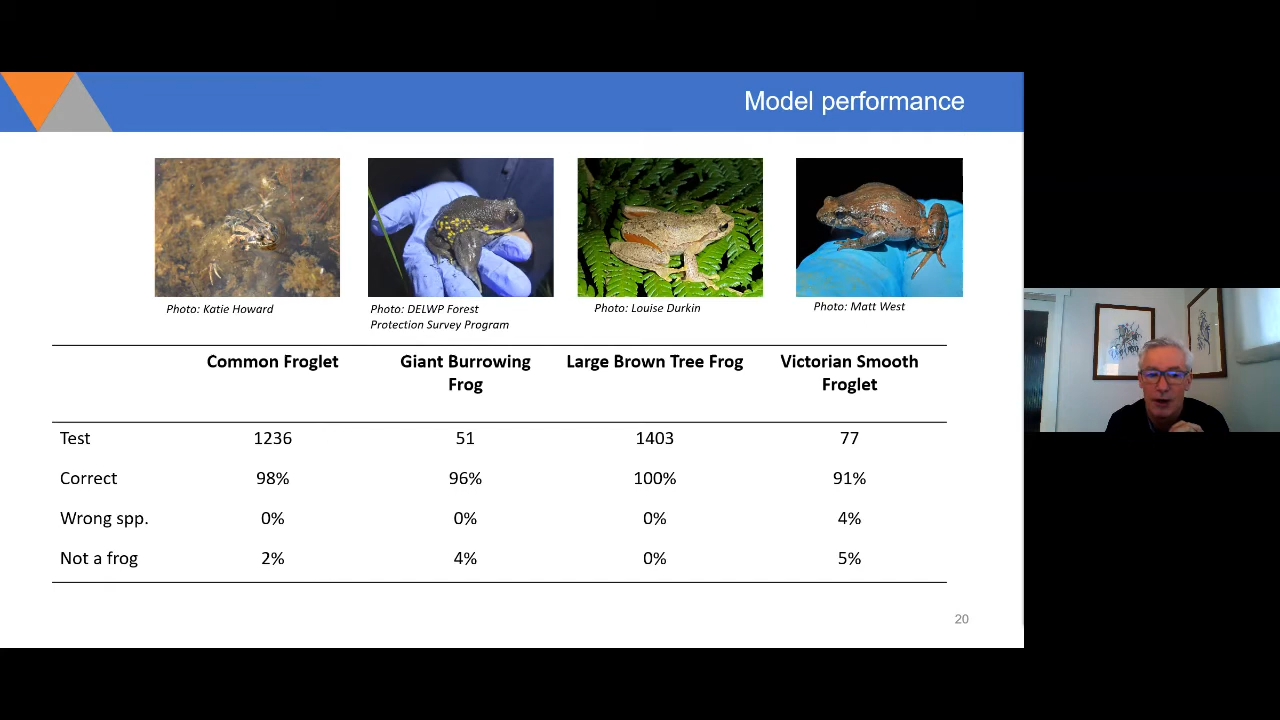 Model performance
Photo: Katie Howard
Photo: DELWP Forest
Protection Survey Program
Photo: Louise Durkin
Photo: Matt West
Common Froglet
Giant Burrowing
Frog
Large Brown Tree Frog
Victorian Smooth
Froglet
Test 1236 51 1403 77
Correct 98% 96% 100% 91%
Wrong spp. 0% 0% 0% 4%
Not a frog 2% 4% 0% 5%
20